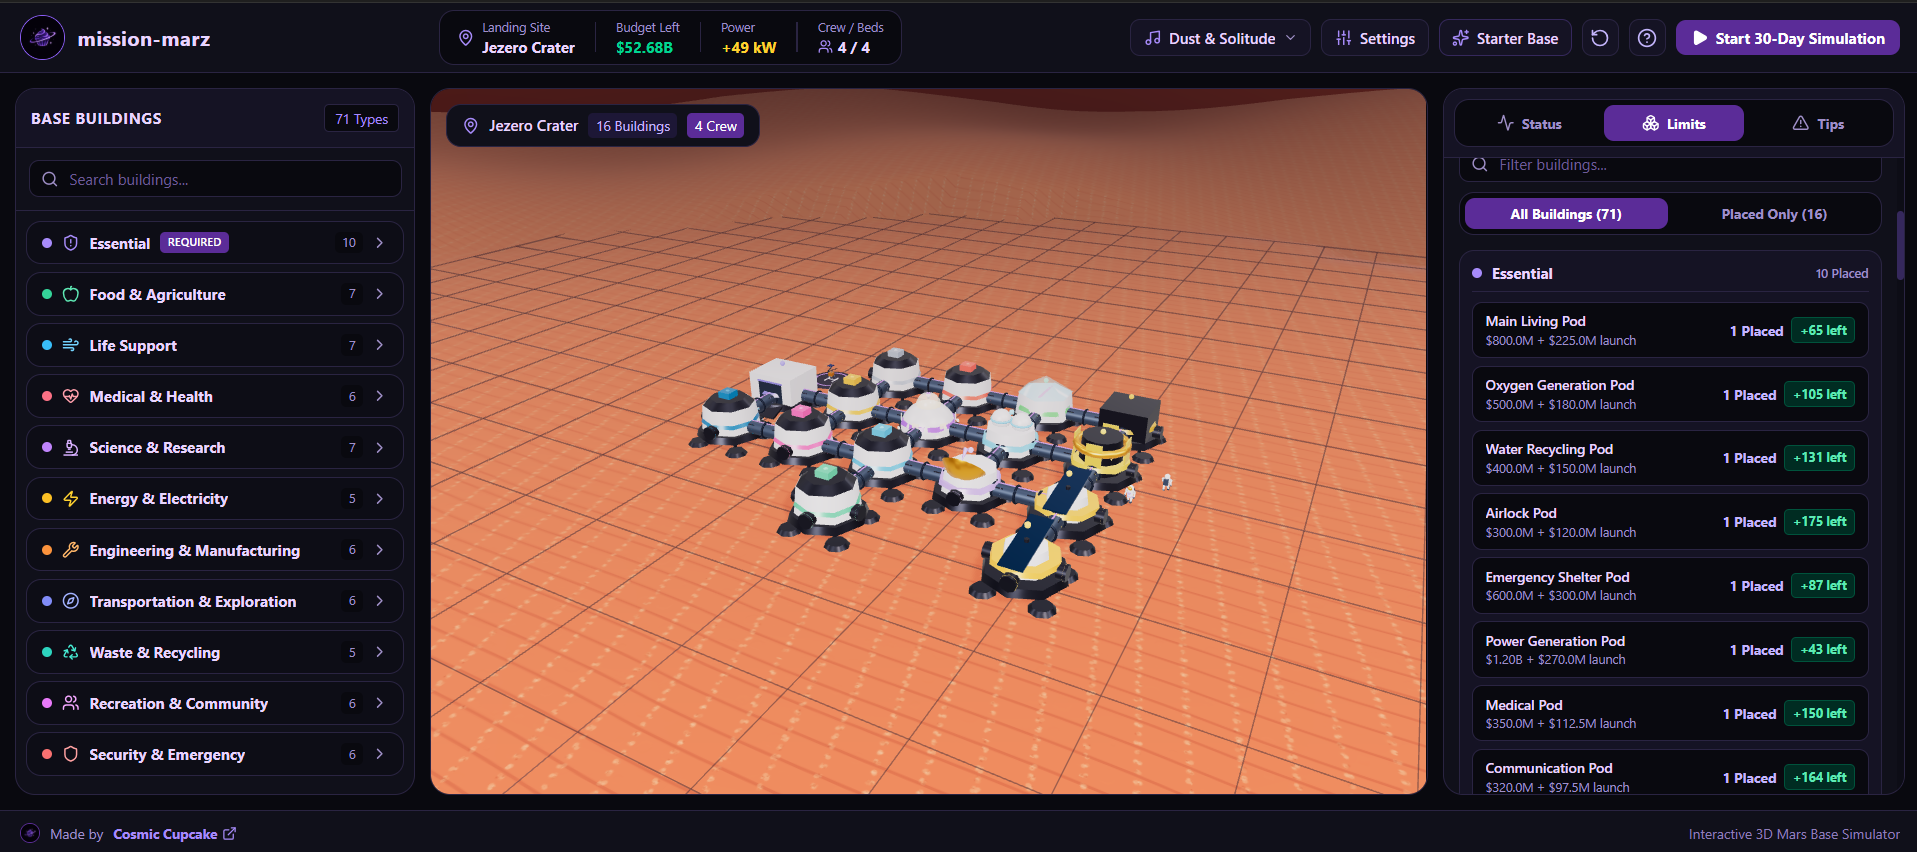 mission-marz
Landing Site
Jezero Crater
Budget Left
$52.68B
Power
+49 kW
Crew / Beds
4 / 4
Dust & Solitude
Settings
Starter Base
Start 30-Day Simulation
BASE BUILDINGS
71 Types
Search buildings...
Essential REQUIRED 10
Food & Agriculture 7
Life Support 7
Medical & Health 6
Science & Research 7
Energy & Electricity 5
Engineering & Manufacturing 6
Transportation & Exploration 6
Waste & Recycling 5
Recreation & Community 6
Security & Emergency 6
Jezero Crater 16 Buildings 4 Crew
Status Limits Tips
Filter buildings...
All Buildings (71) Placed Only (16)
Essential 10 Placed
Main Living Pod
$800.0M + $225.0M launch
1 Placed +65 left
Oxygen Generation Pod
$500.0M + $180.0M launch
1 Placed +105 left
Water Recycling Pod
$400.0M + $150.0M launch
1 Placed +131 left
Airlock Pod
$300.0M + $120.0M launch
1 Placed +175 left
Emergency Shelter Pod
$600.0M + $300.0M launch
1 Placed +87 left
Power Generation Pod
$1.20B + $270.0M launch
1 Placed +43 left
Medical Pod
$350.0M + $112.5M launch
1 Placed +150 left
Communication Pod
$320.0M + $97.5M launch
1 Placed +164 left
Made by Cosmic Cupcake
Interactive 3D Mars Base Simulator